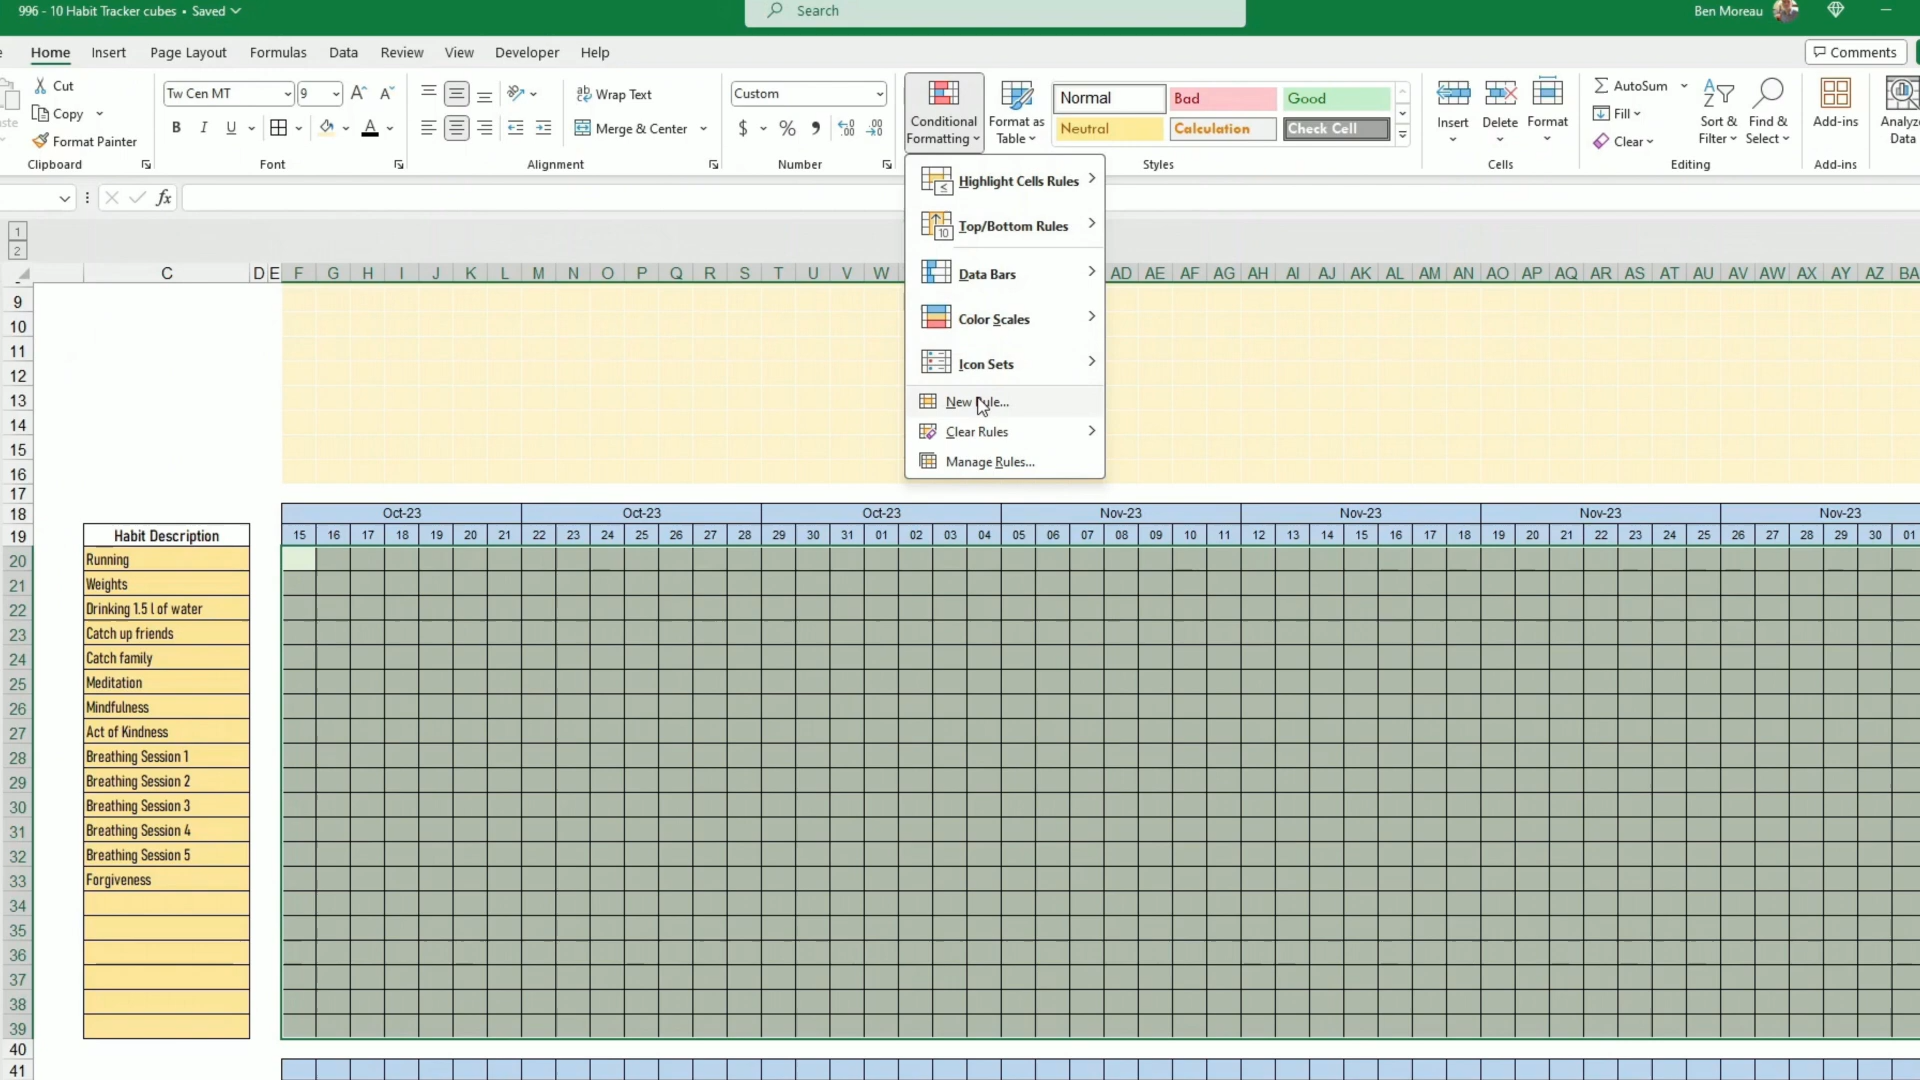 996 - 10 Habit Tracker cubes • Saved
Search
Ben Moreau
Home Insert Page Layout Formulas Data Review View Developer Help
Comments
Cut
Copy
Format Painter
Clipboard
Tw Cen MT 9
B I U
Font
Wrap Text
Merge & Center
Alignment
Custom
$ % ,
Number
Conditional Formatting
Format as Table
Normal Bad Good
Neutral Calculation Check Cell
Styles
Insert Delete Format
Cells
AutoSum
Fill
Clear
Sort & Filter
Find & Select
Editing
Add-ins
Add-ins
Analyze
Data
fx
Highlight Cells Rules
Top/Bottom Rules
Data Bars
Color Scales
Icon Sets
New Rule...
Clear Rules
Manage Rules...
1
2
C D E F G H I J K L M N O P Q R S T U V W AD AE AF AG AH AI AJ AK AL AM AN AO AP AQ AR AS AT AU AV AW AX AY AZ BA
9
10
11
12
13
14
15
16
17
18 Oct-23 Oct-23 Oct-23 Nov-23 Nov-23 Nov-23 Nov-23
19 Habit Description 15 16 17 18 19 20 21 22 23 24 25 26 27 28 29 30 31 01 02 03 04 05 06 07 08 09 10 11 12 13 14 15 16 17 18 19 20 21 22 23 24 25 26 27 28 29 30 01
20 Running
21 Weights
22 Drinking 1.5 l of water
23 Catch up friends
24 Catch family
25 Meditation
26 Mindfulness
27 Act of Kindness
28 Breathing Session 1
29 Breathing Session 2
30 Breathing Session 3
31 Breathing Session 4
32 Breathing Session 5
33 Forgiveness
34
35
36
37
38
39
40
41